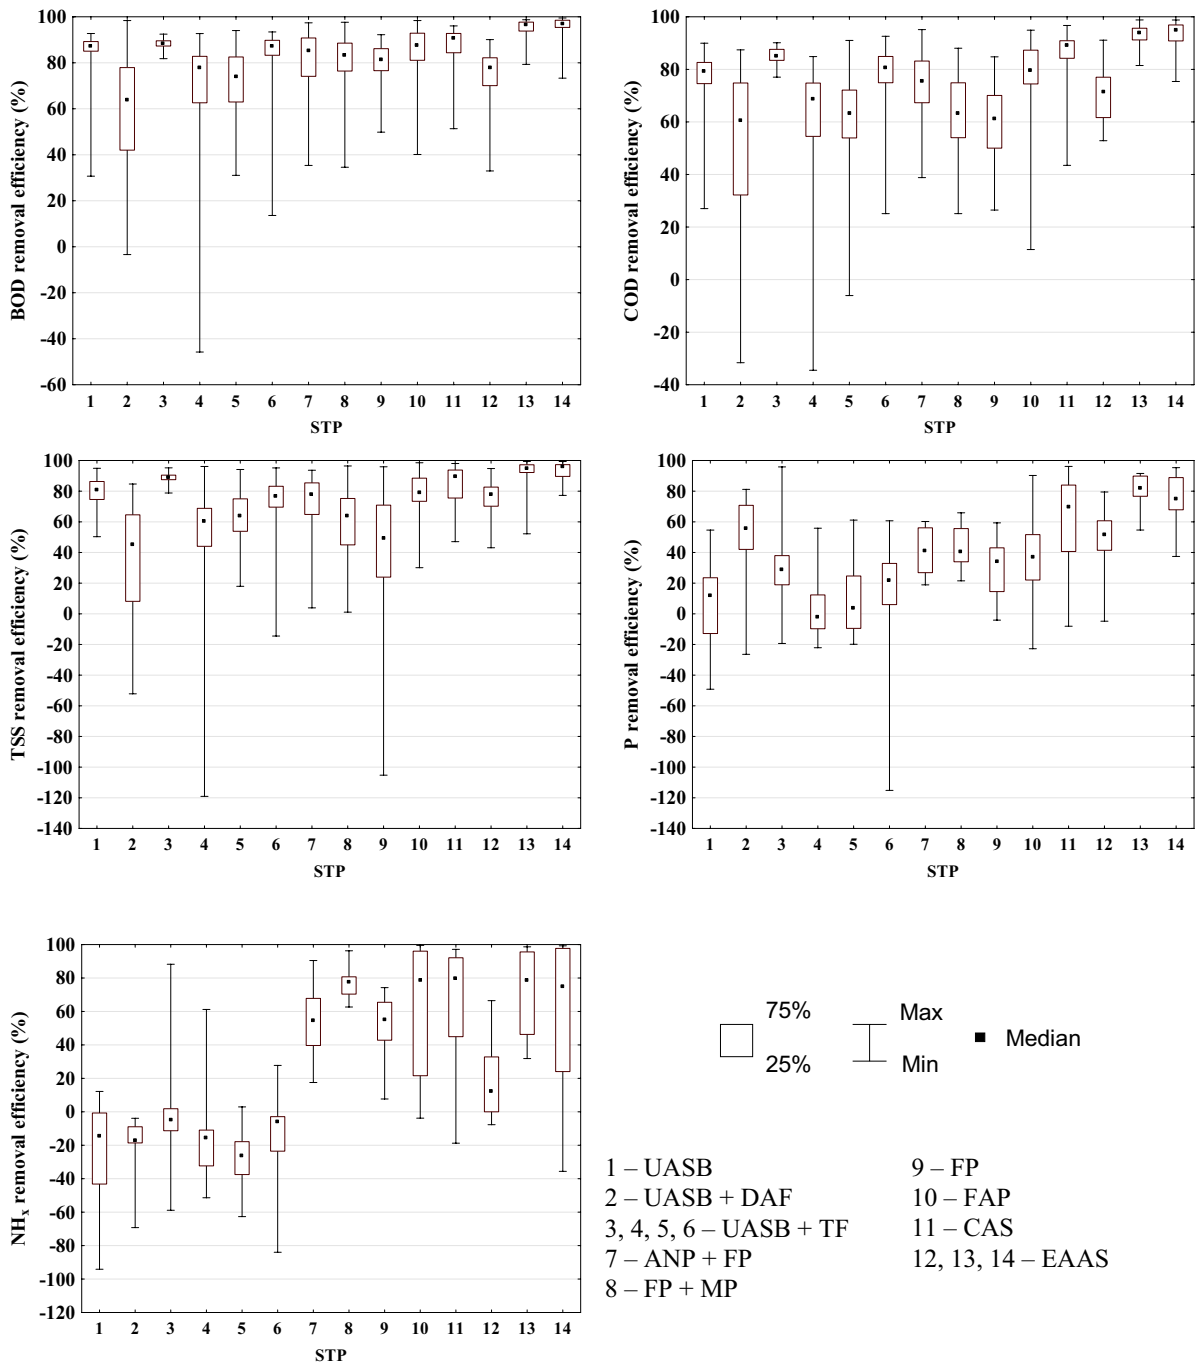 100
80
60
40
20
0
-20
-40
-60
BOD removal efficiency (%)
1 2 3 4 5 6 7 8 9 10 11 12 13 14
STP
100
80
60
40
20
0
-20
-40
COD removal efficiency (%)
1 2 3 4 5 6 7 8 9 10 11 12 13 14
STP
100
80
60
40
20
0
-20
-40
-60
-80
-100
-120
-140
TSS removal efficiency (%)
1 2 3 4 5 6 7 8 9 10 11 12 13 14
STP
100
80
60
40
20
0
-20
-40
-60
-80
-100
-120
-140
P removal efficiency (%)
1 2 3 4 5 6 7 8 9 10 11 12 13 14
STP
100
80
60
40
20
0
-20
-40
-60
-80
-100
-120
NHx removal efficiency (%)
1 2 3 4 5 6 7 8 9 10 11 12 13 14
STP
75%
25%
Max
Min
Median
1 – UASB
2 – UASB + DAF
3, 4, 5, 6 – UASB + TF
7 – ANP + FP
8 – FP + MP
9 – FP
10 – FAP
11 – CAS
12, 13, 14 – EAAS